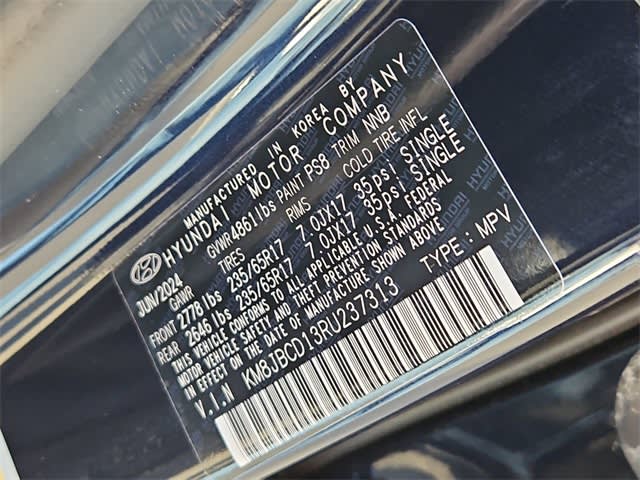 MANUFACTURED IN KOREA BY
HYUNDAI MOTOR COMPANY
JUN/2024 GVWR 4861 lbs PAINT PS8 TRIM NNB
GAWR TIRES RIMS COLD TIRE INFL
FRONT 2778 lbs 235/65R17 7.0JX17 35psi SINGLE
REAR 2646 lbs 235/65R17 7.0JX17 35psi SINGLE
THIS VEHICLE CONFORMS TO ALL APPLICABLE U.S.A. FEDERAL
MOTOR VEHICLE SAFETY AND THEFT PREVENTION STANDARDS
IN EFFECT ON THE DATE OF MANUFACTURE SHOWN ABOVE
V.I.N KM8JBCD13RU237313 TYPE : MPV